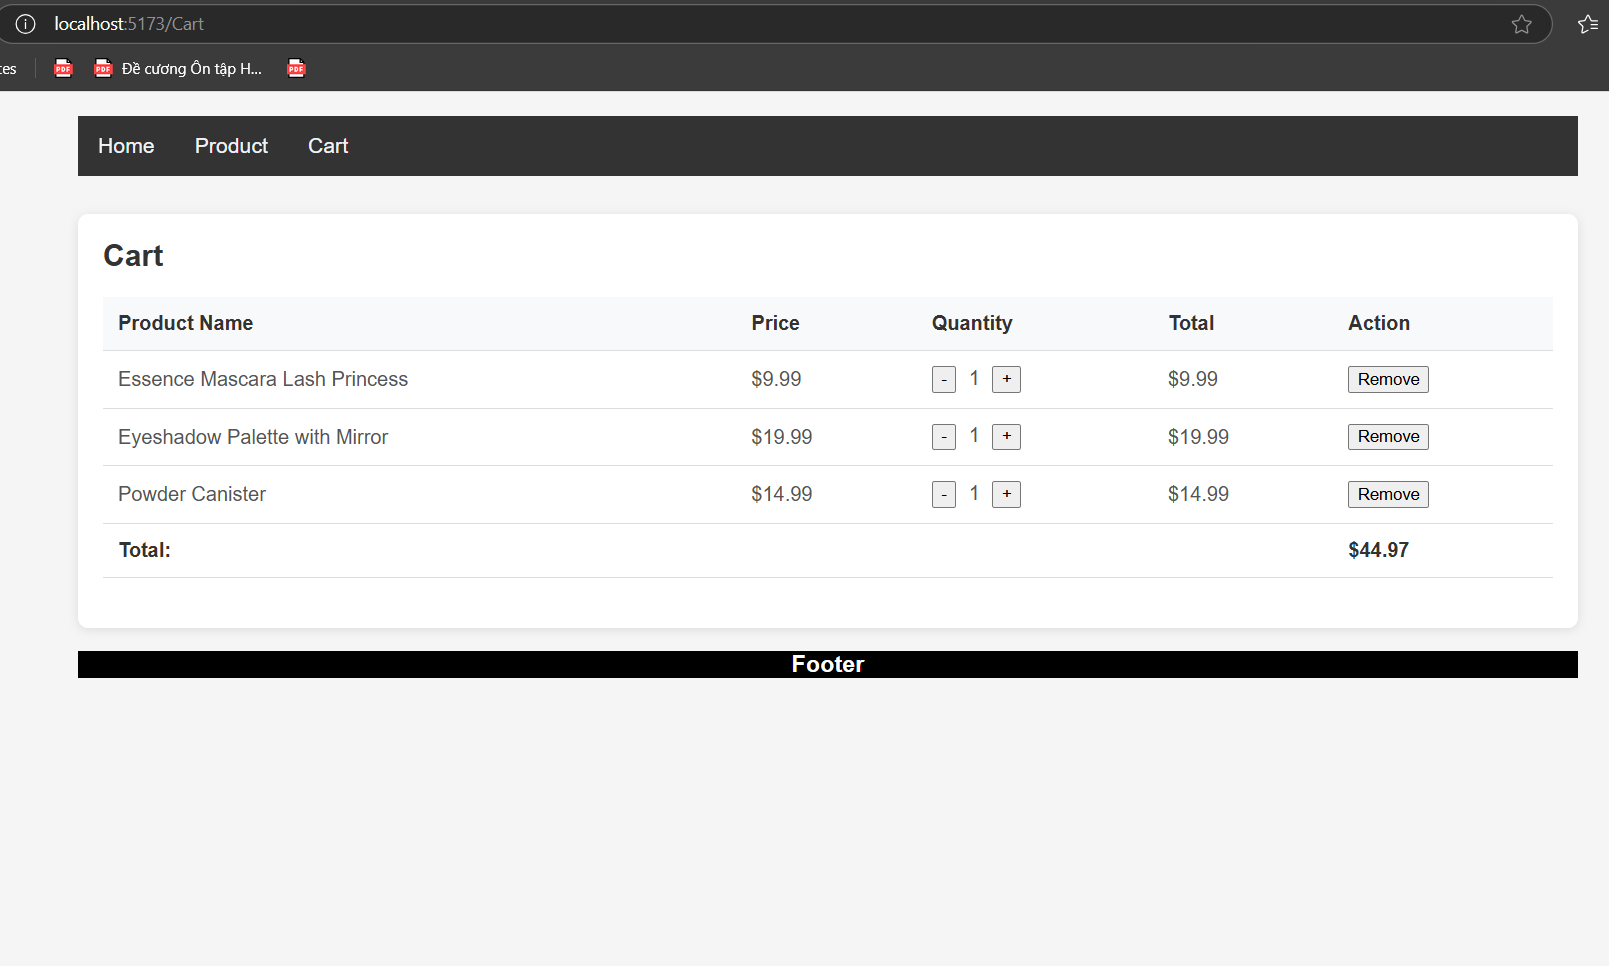 localhost:5173/Cart
PDF PDF Đề cương Ôn tập H... PDF
Home Product Cart
Cart
Product Name Price Quantity Total Action
Essence Mascara Lash Princess $9.99 - 1 + $9.99 Remove
Eyeshadow Palette with Mirror $19.99 - 1 + $19.99 Remove
Powder Canister $14.99 - 1 + $14.99 Remove
Total: $44.97
Footer